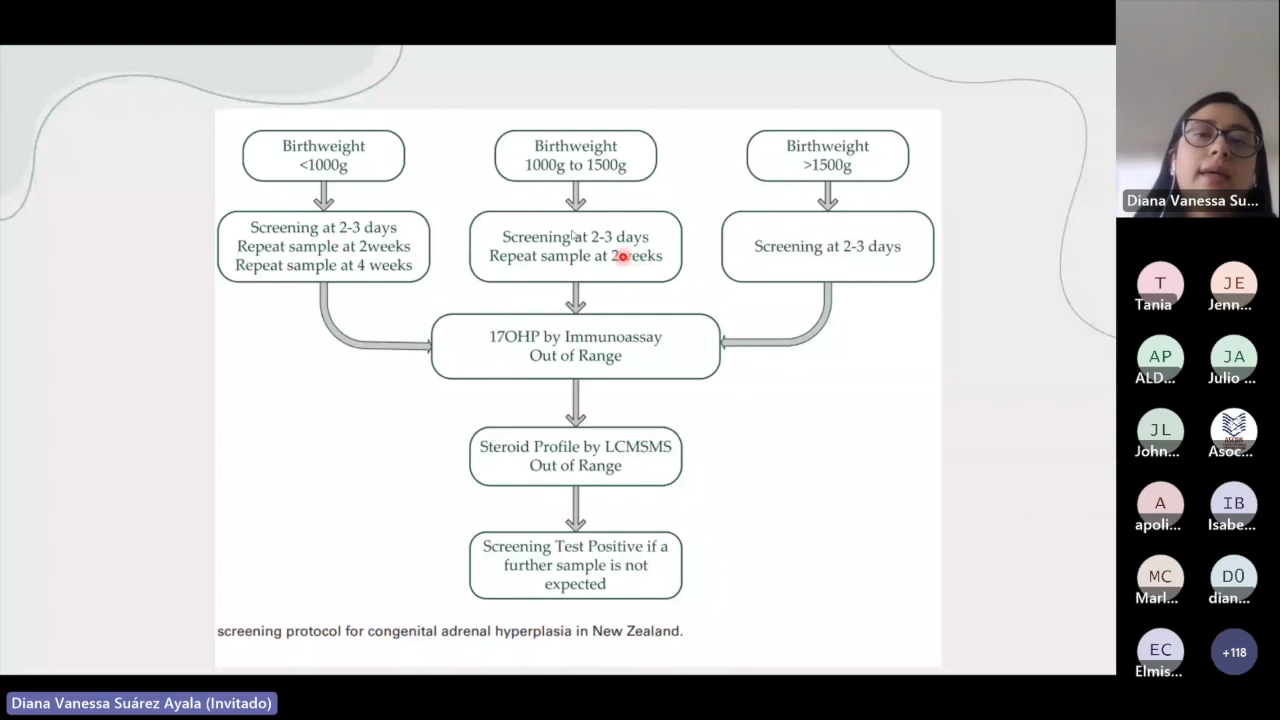 Birthweight
<1000g
Birthweight
1000g to 1500g
Birthweight
>1500g
Screening at 2-3 days
Repeat sample at 2weeks
Repeat sample at 4 weeks
Screening at 2-3 days
Repeat sample at 2weeks
Screening at 2-3 days
17OHP by Immunoassay
Out of Range
Steroid Profile by LCMSMS
Out of Range
Screening Test Positive if a
further sample is not
expected
screening protocol for congenital adrenal hyperplasia in New Zealand.
Diana Vanessa Su...
T
Tania
JE
Jenn...
AP
ALD...
JA
Julio ...
JL
John...
Asoc...
A
apoli...
IB
Isabe...
MC
Marl...
D0
dian...
EC
Elmis...
+118
Diana Vanessa Suárez Ayala (Invitado)